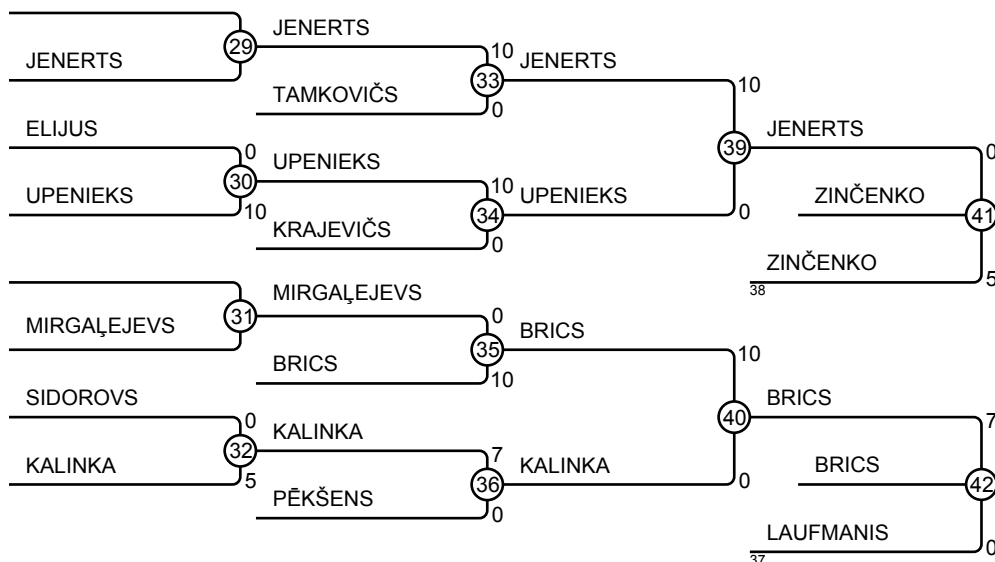 JENERTS
29
JENERTS
10
33
JENERTS
TAMKOVIČS
0
10
ELIJUS
0
30
UPENIEKS
10
UPENIEKS
10
34
UPENIEKS
KRAJEVIČS
0
39
0
JENERTS
0
ZINČENKO
41
ZINČENKO
38
5
31
MIRGAĻEJEVS
MIRGAĻEJEVS
0
35
BRICS
BRICS
10
10
SIDOROVS
0
32
KALINKA
5
KALINKA
7
36
KALINKA
PĒKŠENS
0
40
0
BRICS
7
BRICS
42
LAUFMANIS
37
0